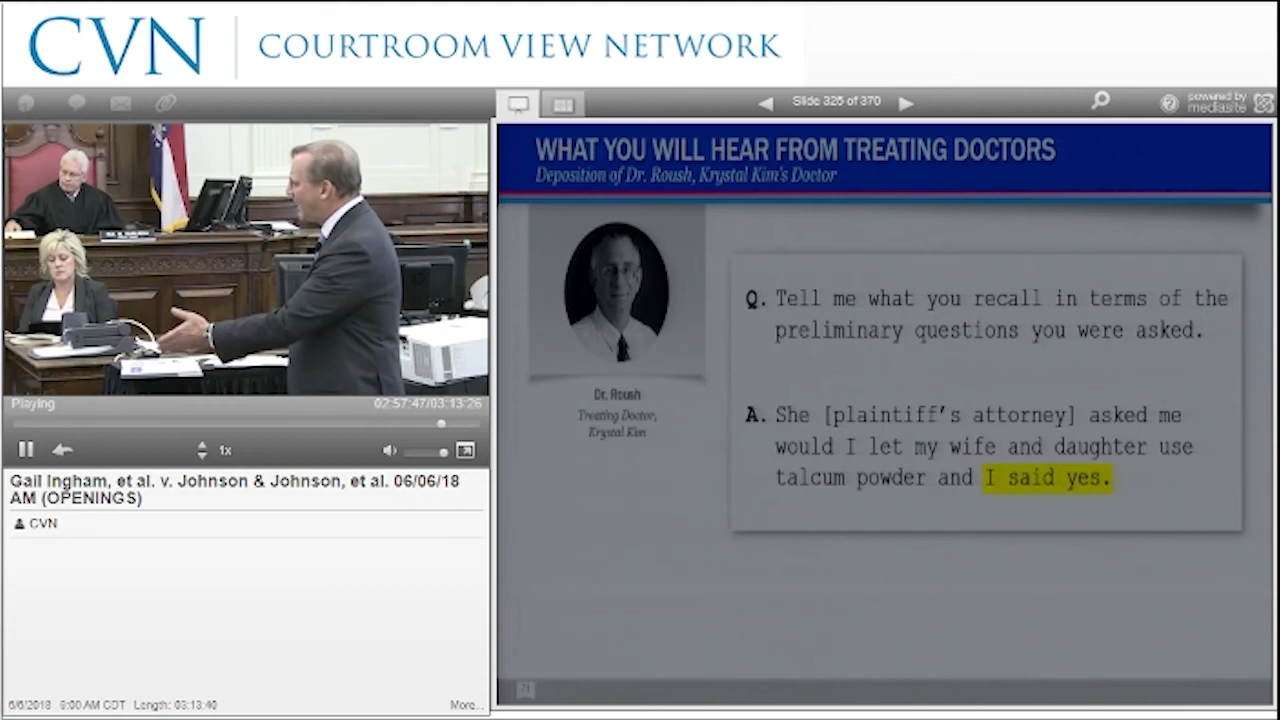 CVN
COURTROOM VIEW NETWORK
Slide 325 of 370
powered by
mediasite
WHAT YOU WILL HEAR FROM TREATING DOCTORS
Deposition of Dr. Roush, Krystal Kim's Doctor
Dr. Roush
Treating Doctor,
Krystal Kim
Q. Tell me what you recall in terms of the
preliminary questions you were asked.
A. She [plaintiff's attorney] asked me
would I let my wife and daughter use
talcum powder and I said yes.
71
Playing
02:57:47/03:13:26
1x
Gail Ingham, et al. v. Johnson & Johnson, et al. 06/06/18
AM (OPENINGS)
CVN
6/6/2018 9:00 AM CDT Length: 03:13:40
More...